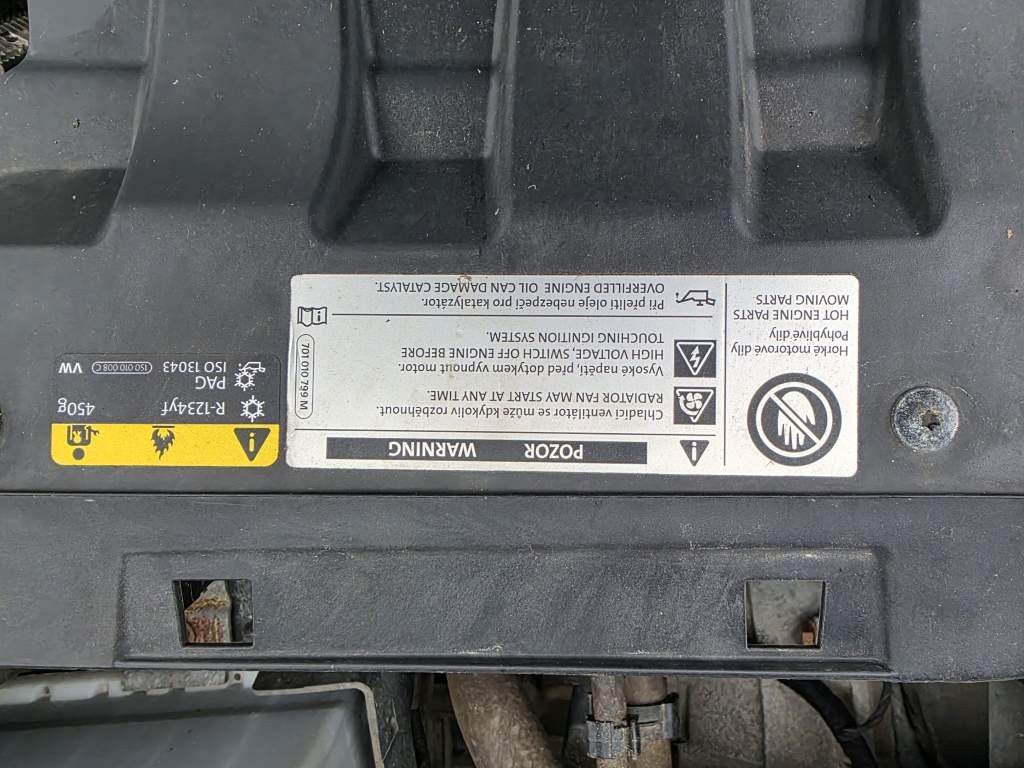 POZOR WARNING
Chladicí ventilátor se může kdykoliv rozběhnout.
RADIATOR FAN MAY START AT ANY TIME.
Vysoké napětí, před dotykem vypnout motor.
HIGH VOLTAGE, SWITCH OFF ENGINE BEFORE
TOUCHING IGNITION SYSTEM.
Při přelití oleje nebezpečí pro katalyzátor.
OVERFILLED ENGINE OIL CAN DAMAGE CATALYST.
Horké motorové díly
Pohyblivé díly
HOT ENGINE PARTS
MOVING PARTS
701 010 799 M
R-1234yf 450g
PAG
ISO 13043 1S0 010 008 C VW